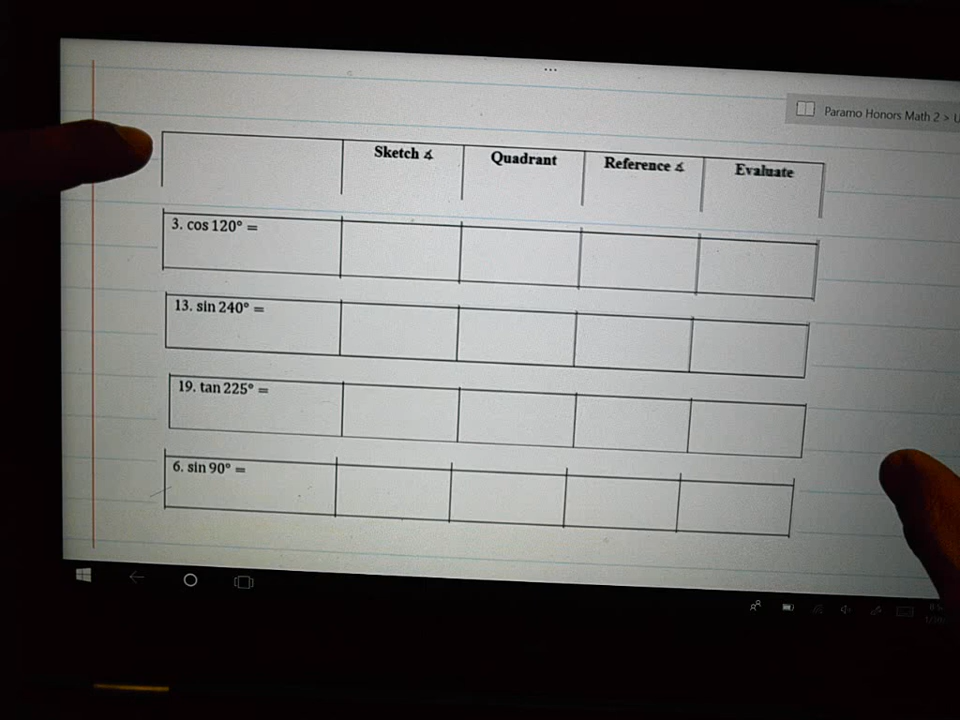 ...
Paramo Honors Math 2 > U
Sketch ∡ Quadrant Reference ∡ Evaluate
3. cos 120° =
13. sin 240° =
19. tan 225° =
6. sin 90° =